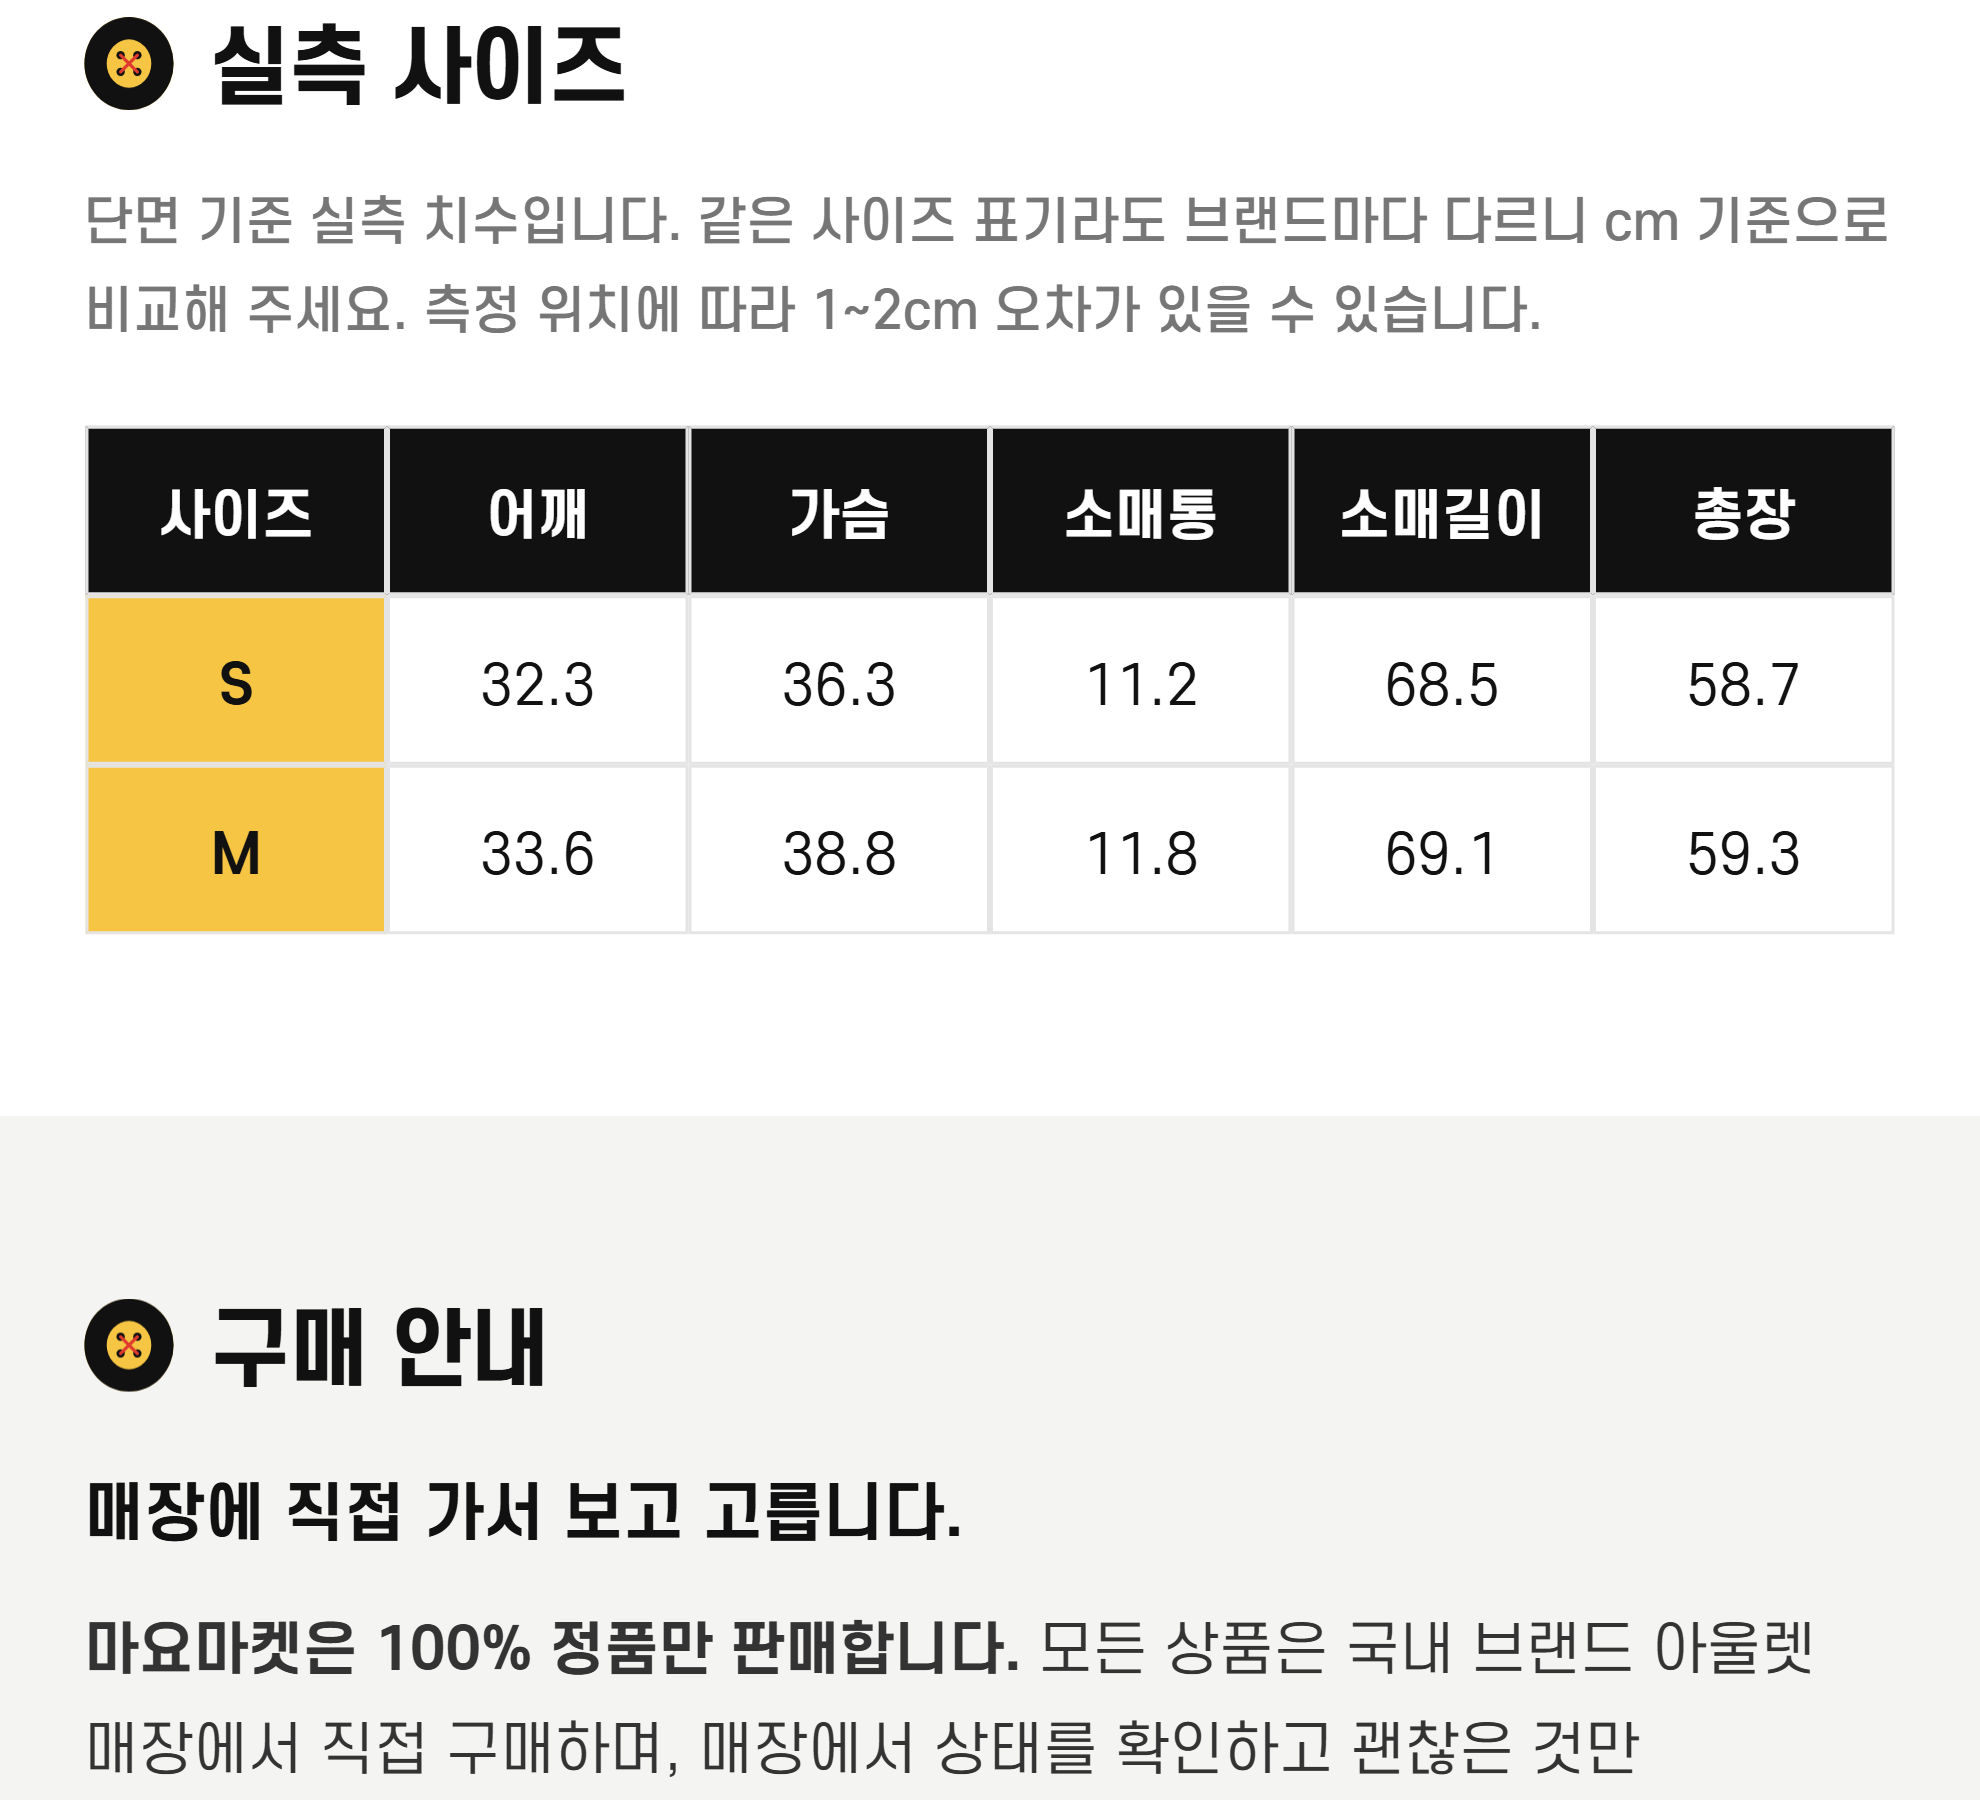 실측 사이즈
단면 기준 실측 치수입니다. 같은 사이즈 표기라도 브랜드마다 다르니 cm 기준으로
비교해 주세요. 측정 위치에 따라 1~2cm 오차가 있을 수 있습니다.
사이즈 어깨 가슴 소매통 소매길이 총장
S 32.3 36.3 11.2 68.5 58.7
M 33.6 38.8 11.8 69.1 59.3
구매 안내
매장에 직접 가서 보고 고릅니다.
마요마켓은 100% 정품만 판매합니다. 모든 상품은 국내 브랜드 아울렛
매장에서 직접 구매하며, 매장에서 상태를 확인하고 괜찮은 것만